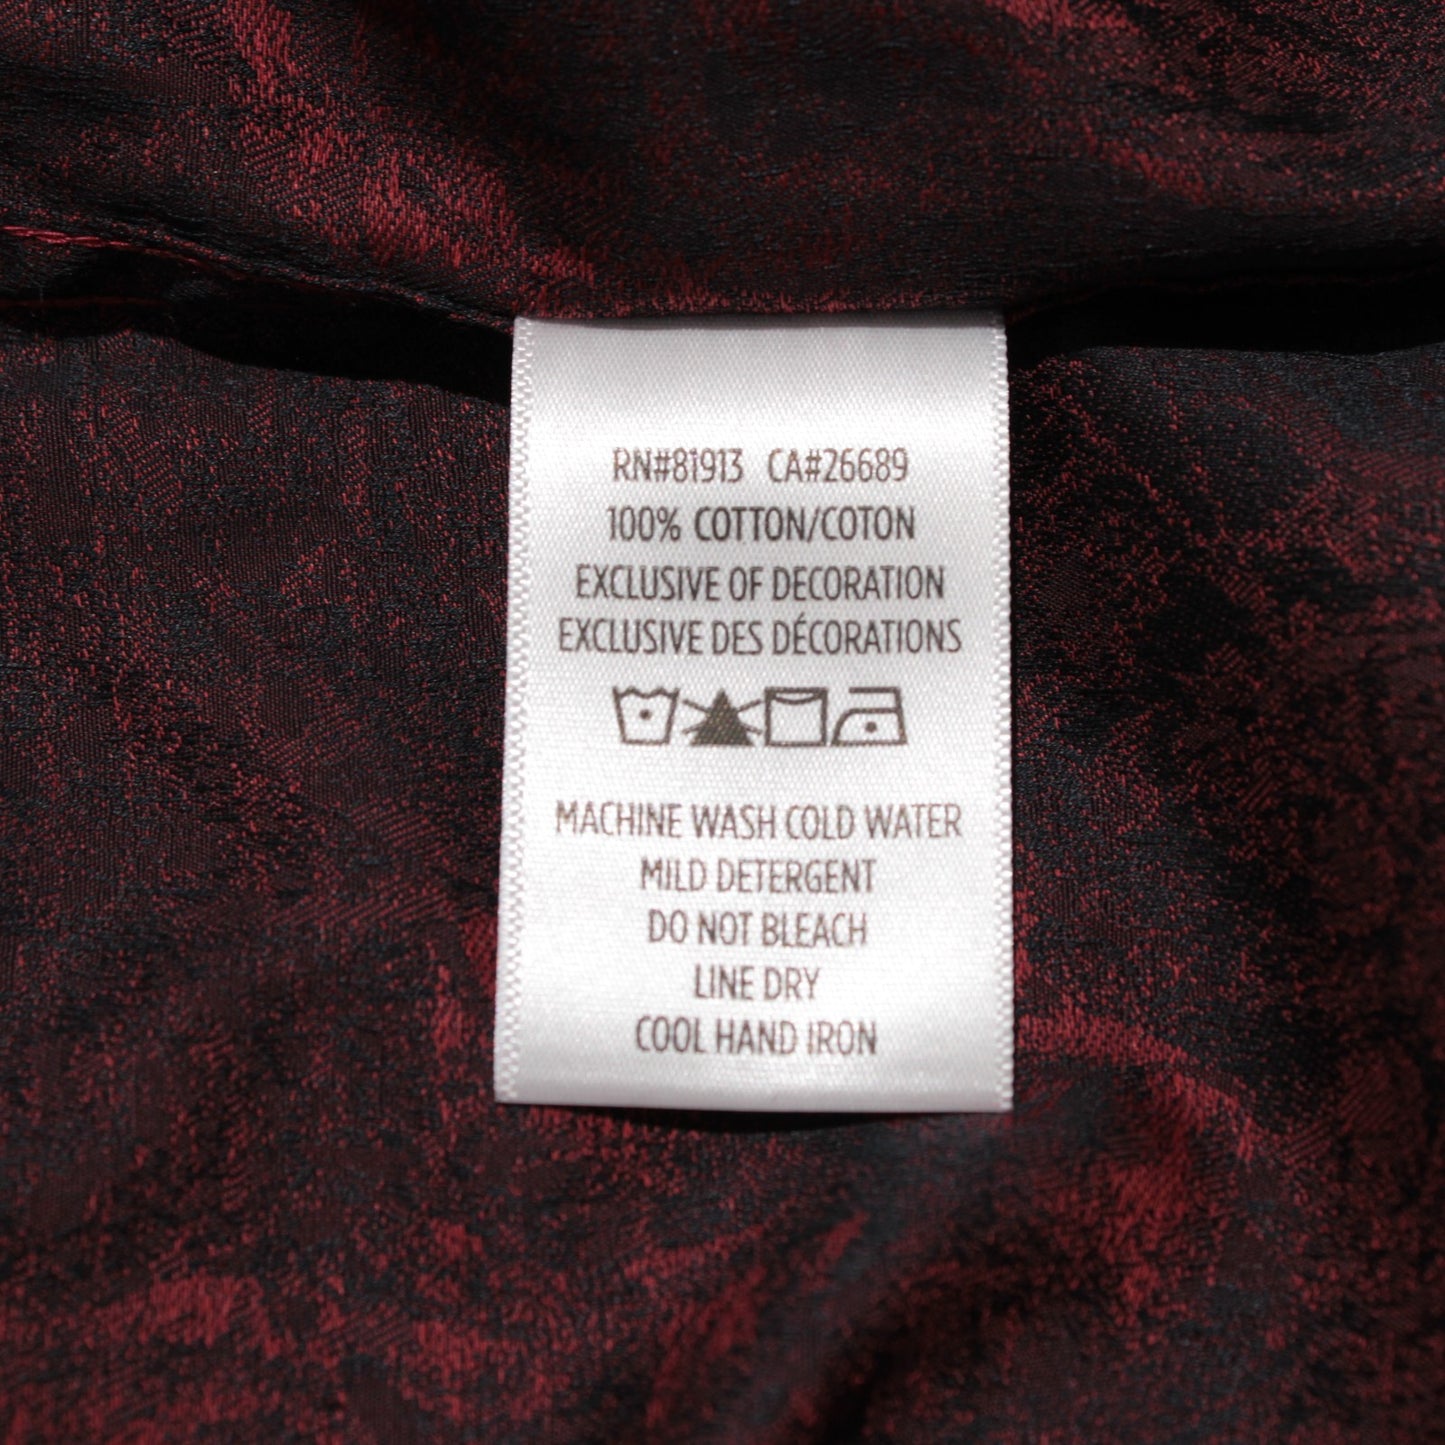 RN#81913 CA#26689
100% COTTON/COTON
EXCLUSIVE OF DECORATION
EXCLUSIVE DES DÉCORATIONS
MACHINE WASH COLD WATER
MILD DETERGENT
DO NOT BLEACH
LINE DRY
COOL HAND IRON